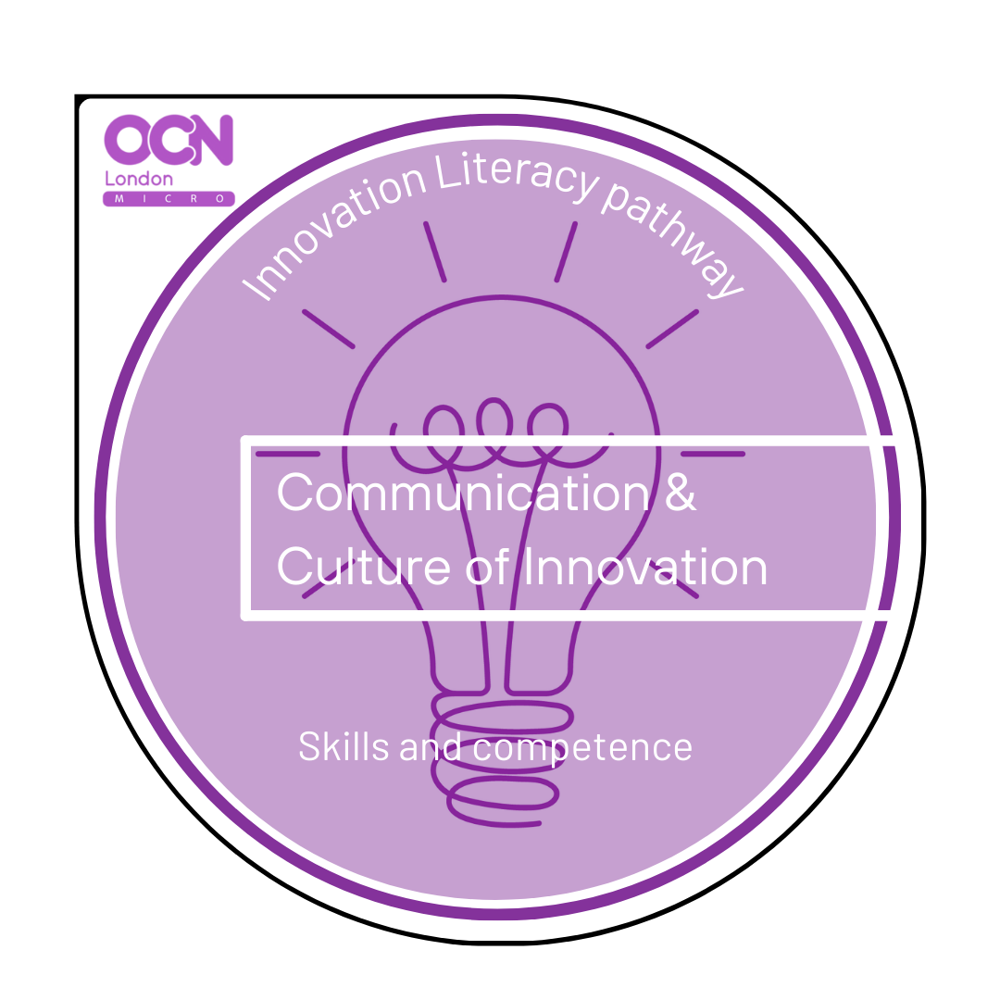 OCN
London
MICRO
Innovation Literacy pathway
Communication &
Culture of Innovation
Skills and competence